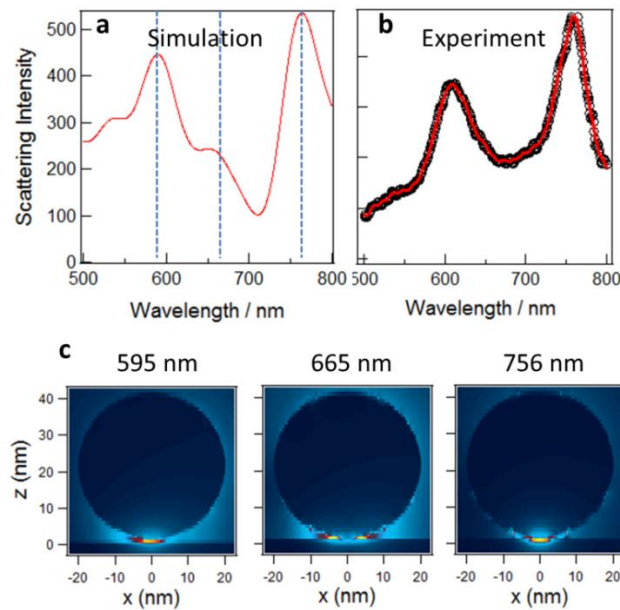 a
Simulation
Scattering Intensity
500
400
300
200
100
0
500
600
700
800
Wavelength / nm
b
Experiment
500
600
700
800
Wavelength / nm
c
595 nm
665 nm
756 nm
z (nm)
40
30
20
10
0
-20
-10
0
10
20
x (nm)
-20
-10
0
10
20
x (nm)
-20
-10
0
10
20
x (nm)